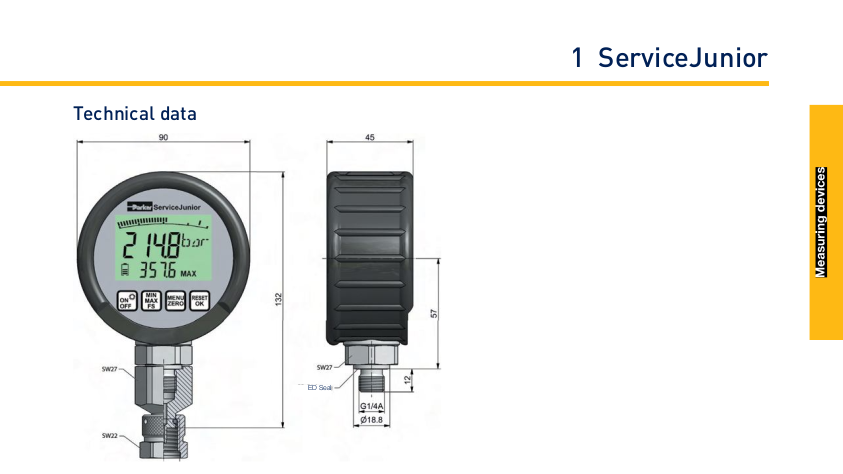 1 ServiceJunior
Technical data
90
45
Parker ServiceJunior
214.8 bar
357.6 MAX
ON OFF
MIN MAX FS
MENU ZERO
RESET OK
132
57
SW27
SW27
ED Seal
12
G1/4A
Ø18.8
SW22
Measuring devices